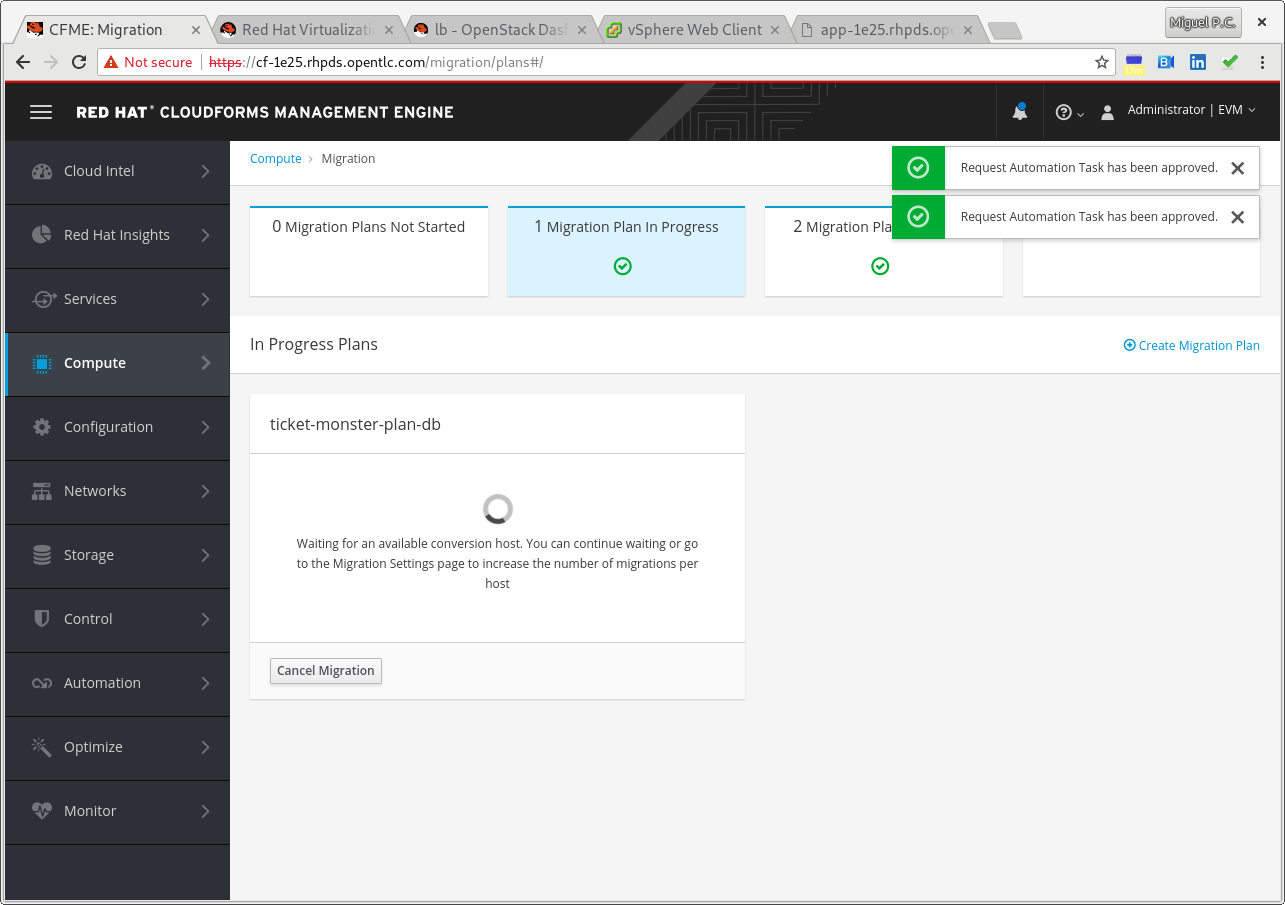 CFME: Migration
Red Hat Virtualizati
lb - OpenStack Das
vSphere Web Client
app-1e25.rhpds.ope
Miguel P.C.
Not secure
https://cf-1e25.rhpds.opentlc.com/migration/plans#/
RED HAT® CLOUDFORMS MANAGEMENT ENGINE
Administrator | EVM
Cloud Intel
Red Hat Insights
Services
Compute
Configuration
Networks
Storage
Control
Automation
Optimize
Monitor
Compute
Migration
Request Automation Task has been approved.
Request Automation Task has been approved.
0 Migration Plans Not Started
1 Migration Plan In Progress
2 Migration Pla
In Progress Plans
Create Migration Plan
ticket-monster-plan-db
Waiting for an available conversion host. You can continue waiting or go
to the Migration Settings page to increase the number of migrations per
host
Cancel Migration